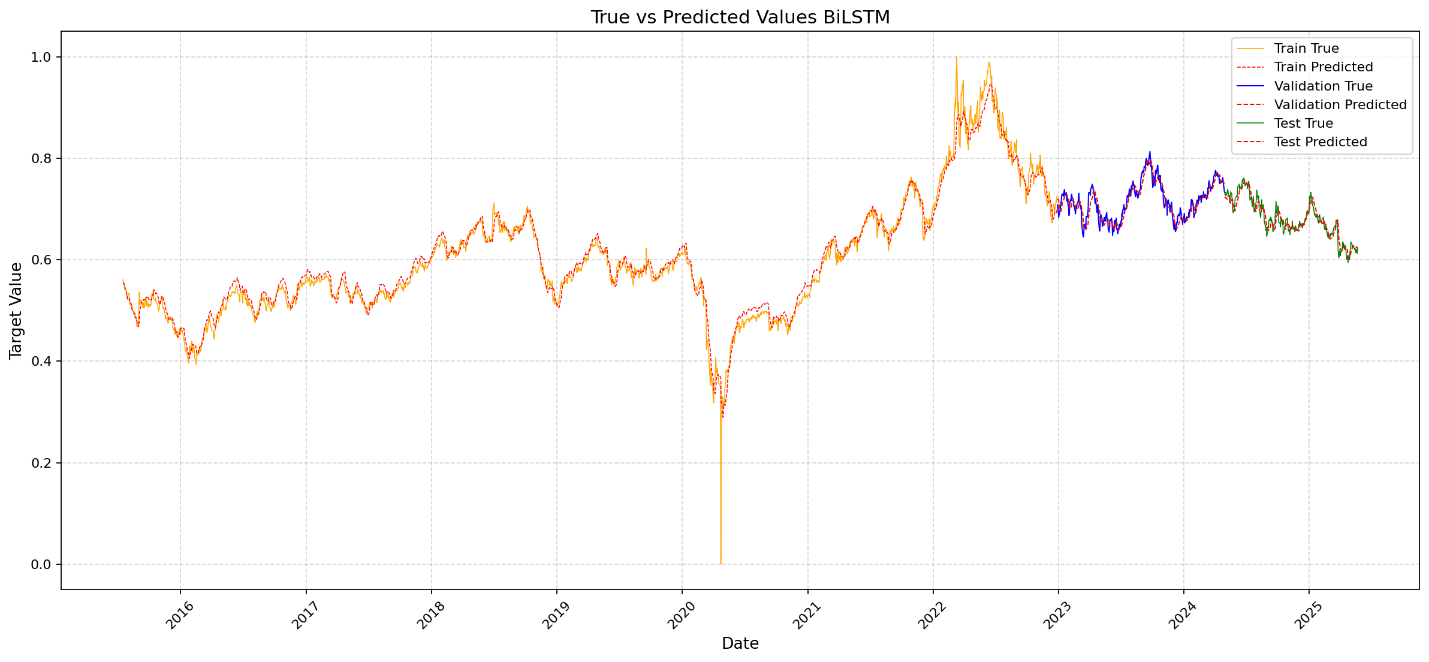 True vs Predicted Values BiLSTM
Train True
Train Predicted
Validation True
Validation Predicted
Test True
Test Predicted
Target Value
1.0
0.8
0.6
0.4
0.2
0.0
2016
2017
2018
2019
2020
2021
2022
2023
2024
2025
Date